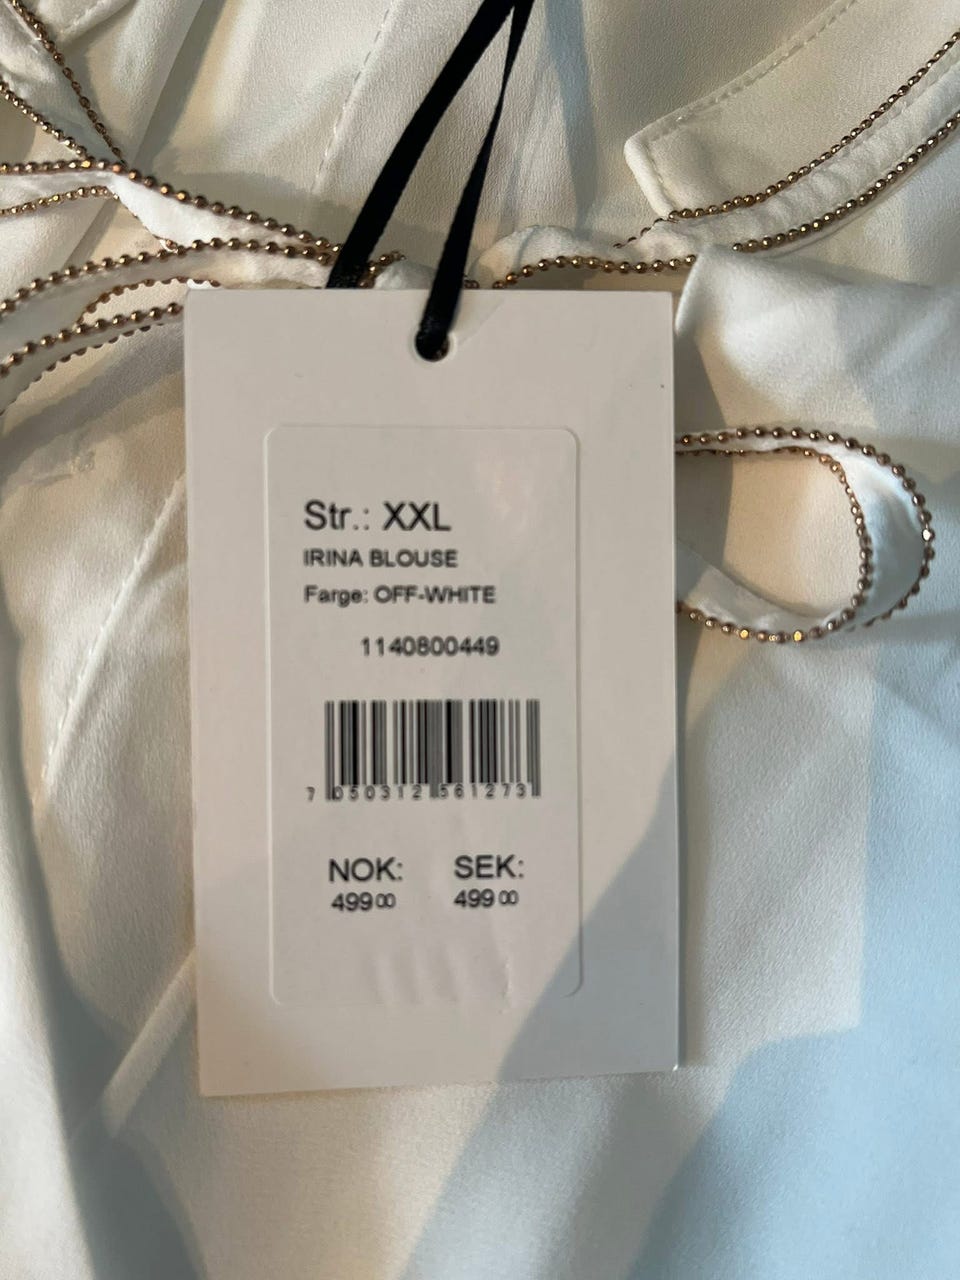 Str.: XXL
IRINA BLOUSE
Farge: OFF-WHITE
1140800449
7 050312 561273
NOK: SEK:
499 00 499 00